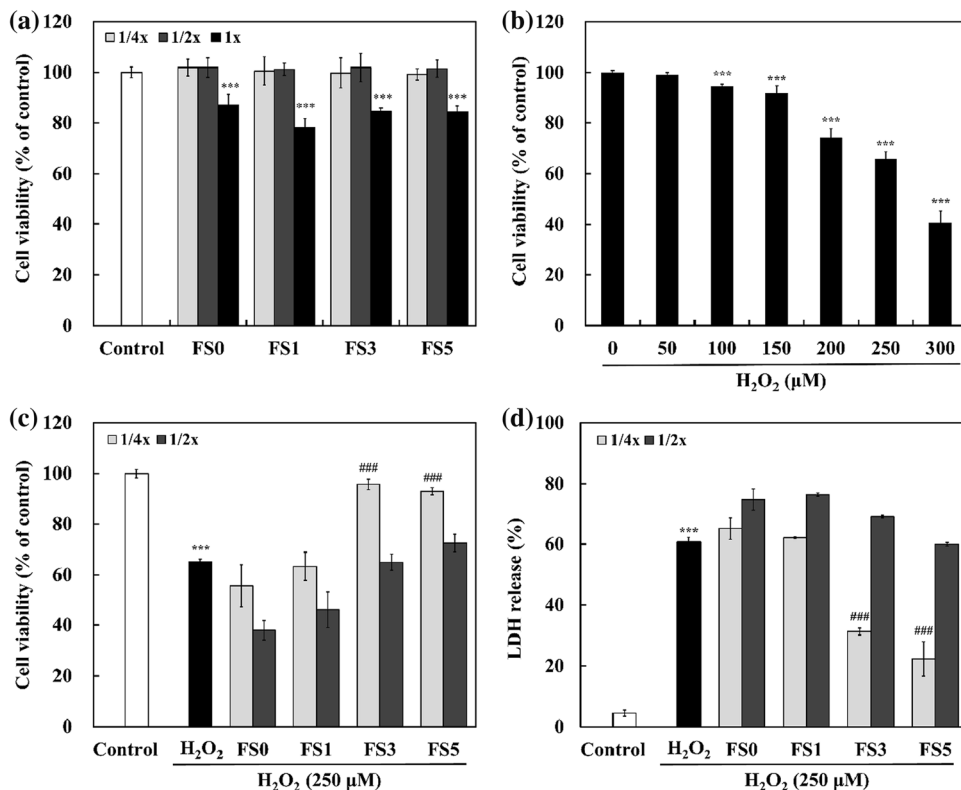 (a)
Cell viability (% of control)
120
100
80
60
40
20
0
1/4x 1/2x 1x
*** *** *** ***
Control FS0 FS1 FS3 FS5
(b)
Cell viability (% of control)
120
100
80
60
40
20
0
*** *** *** *** ***
0 50 100 150 200 250 300
H₂O₂ (μM)
(c)
Cell viability (% of control)
120
100
80
60
40
20
0
1/4x 1/2x
*** ### ###
Control H₂O₂ FS0 FS1 FS3 FS5
H₂O₂ (250 μM)
(d)
LDH release (%)
100
80
60
40
20
0
1/4x 1/2x
*** ### ###
Control H₂O₂ FS0 FS1 FS3 FS5
H₂O₂ (250 μM)